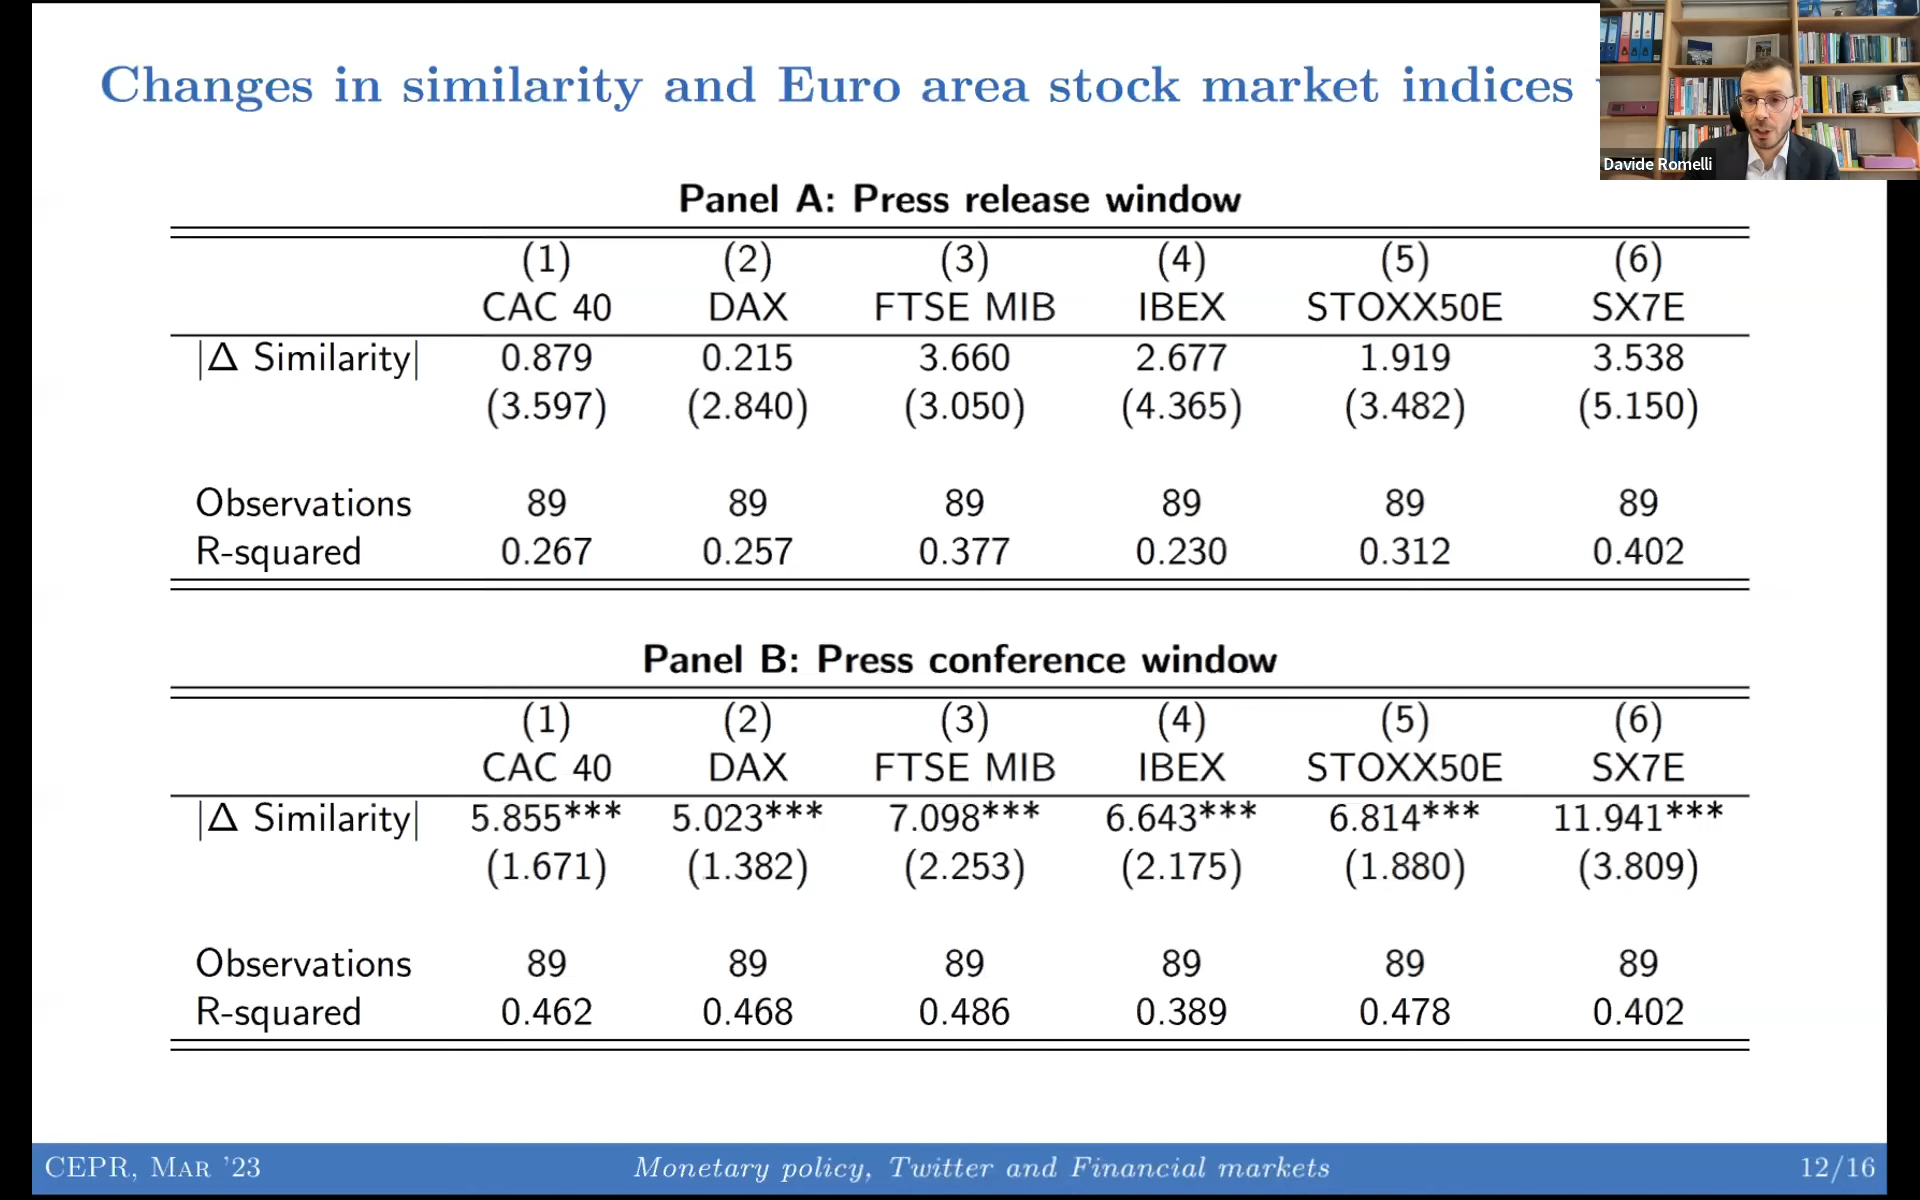 Changes in similarity and Euro area stock market indices
Davide Romelli
Panel A: Press release window
(1) (2) (3) (4) (5) (6)
CAC 40 DAX FTSE MIB IBEX STOXX50E SX7E
|Δ Similarity| 0.879 0.215 3.660 2.677 1.919 3.538
(3.597) (2.840) (3.050) (4.365) (3.482) (5.150)
Observations 89 89 89 89 89 89
R-squared 0.267 0.257 0.377 0.230 0.312 0.402
Panel B: Press conference window
(1) (2) (3) (4) (5) (6)
CAC 40 DAX FTSE MIB IBEX STOXX50E SX7E
|Δ Similarity| 5.855*** 5.023*** 7.098*** 6.643*** 6.814*** 11.941***
(1.671) (1.382) (2.253) (2.175) (1.880) (3.809)
Observations 89 89 89 89 89 89
R-squared 0.462 0.468 0.486 0.389 0.478 0.402
CEPR, Mar '23 Monetary policy, Twitter and Financial markets 12/16